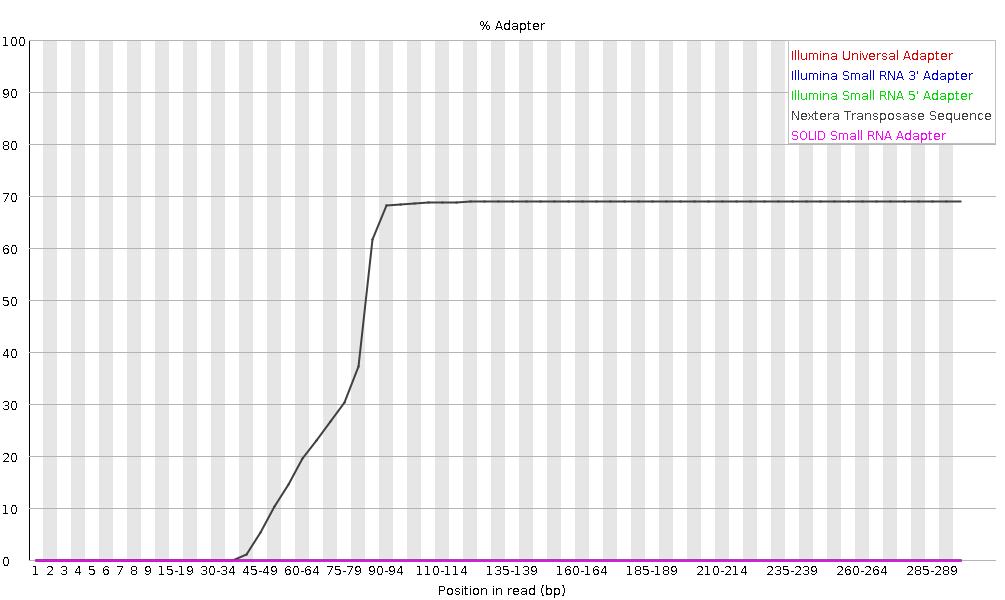 % Adapter
100
90
80
70
60
50
40
30
20
10
0
Illumina Universal Adapter
Illumina Small RNA 3' Adapter
Illumina Small RNA 5' Adapter
Nextera Transposase Sequence
SOLID Small RNA Adapter
1 2 3 4 5 6 7 8 9 15-19 30-34 45-49 60-64 75-79 90-94 110-114 135-139 160-164 185-189 210-214 235-239 260-264 285-289
Position in read (bp)